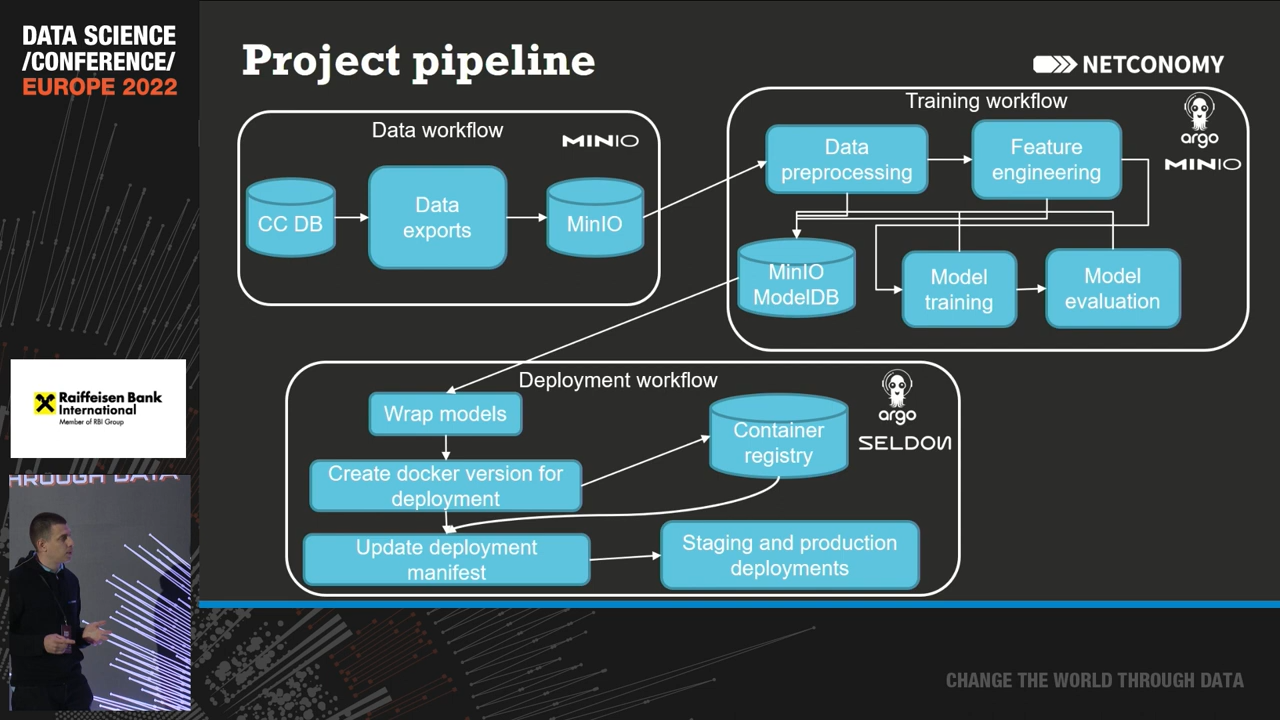 DATA SCIENCE
/CONFERENCE/
EUROPE 2022
Project pipeline
NETCONOMY
Data workflow
MINIO
CC DB
Data
exports
MinIO
Training workflow
argo
MINIO
Data
preprocessing
Feature
engineering
MinIO
ModelDB
Model
training
Model
evaluation
Deployment workflow
argo
SELDON
Wrap models
Create docker version for
deployment
Container
registry
Update deployment
manifest
Staging and production
deployments
Raiffeisen Bank
International
Member of RBI Group
THROUGH DATA
CHANGE THE WORLD THROUGH DATA